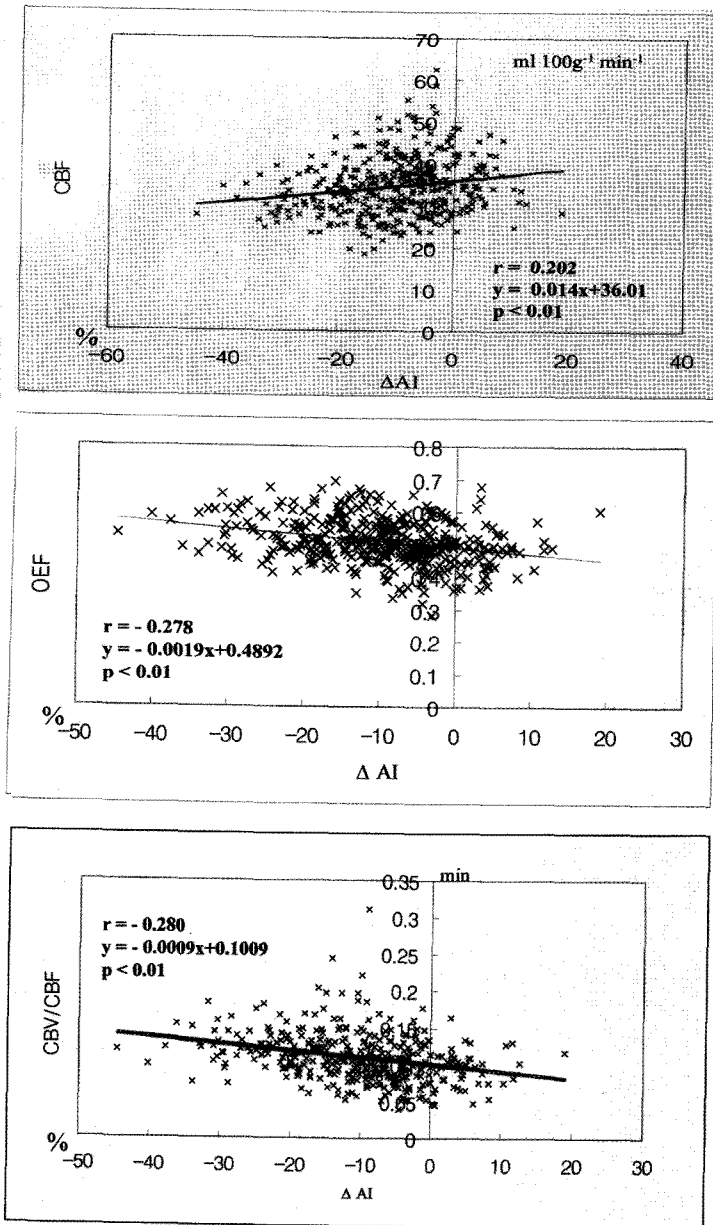 70
ml 100g⁻¹ min⁻¹
60
50
40
30
20
10
0
CBF
r = 0.202
y = 0.014x+36.01
p < 0.01
%
−60 −40 −20 0 20 40
ΔAI
0.8
0.7
0.6
0.5
0.4
0.3
0.2
0.1
0
OEF
r = - 0.278
y = - 0.0019x+0.4892
p < 0.01
%
−50 −40 −30 −20 −10 0 10 20 30
Δ AI
0.35 min
0.3
0.25
0.2
0.15
0.05
0
CBV/CBF
r = - 0.280
y = - 0.0009x+0.1009
p < 0.01
%
−50 −40 −30 −20 −10 0 10 20 30
Δ AI